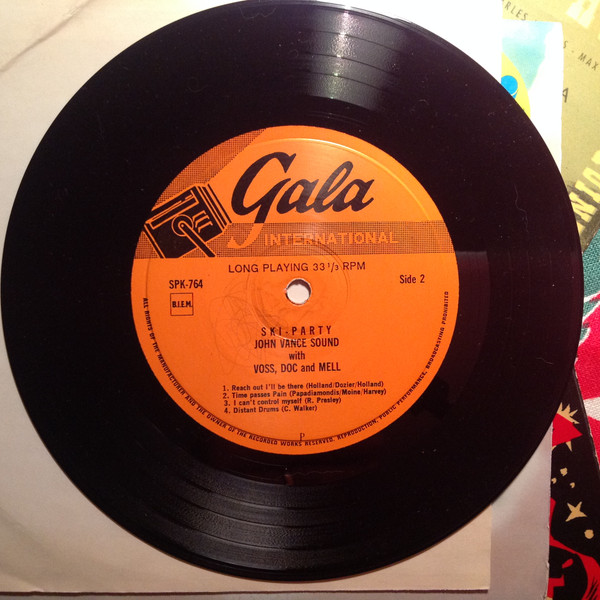 Gala
INTERNATIONAL
LONG PLAYING 33 1/3 RPM
SPK-764
Side 2
B.I.E.M.
SKI-PARTY
JOHN VANCE SOUND
with
VOSS, DOC and MELL
1. Reach out I'll be there (Holland/Dozier/Holland)
2. Time passes Pain (Papadiamondis/Moine/Harvey)
3. I can't control myself (R. Presley)
4. Distant Drums (C. Walker)
P
ALL RIGHTS OF THE MANUFACTURER AND THE OWNER OF THE RECORDED WORKS RESERVED. REPRODUCTION, PUBLIC PERFORMANCE, BROADCASTING PROHIBITED
MAX